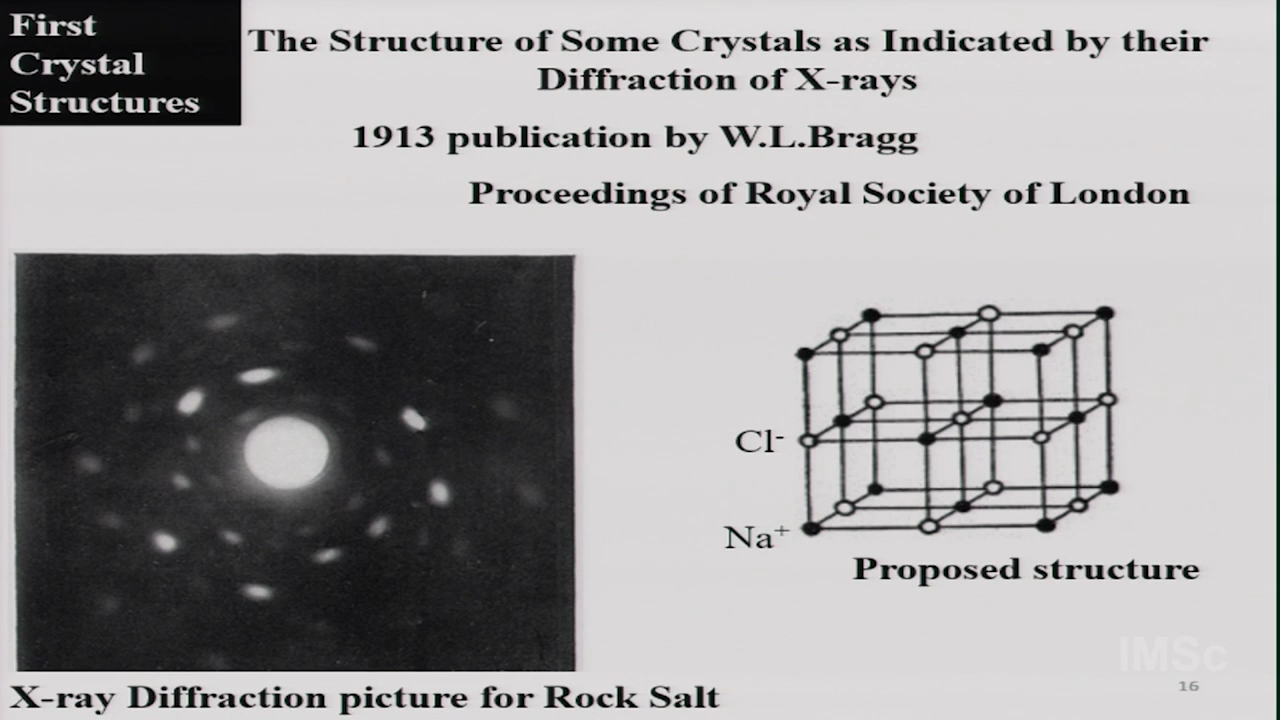 First
Crystal
Structures
The Structure of Some Crystals as Indicated by their
Diffraction of X-rays
1913 publication by W.L.Bragg
Proceedings of Royal Society of London
Cl⁻
Na⁺
Proposed structure
X-ray Diffraction picture for Rock Salt
IMSc
16